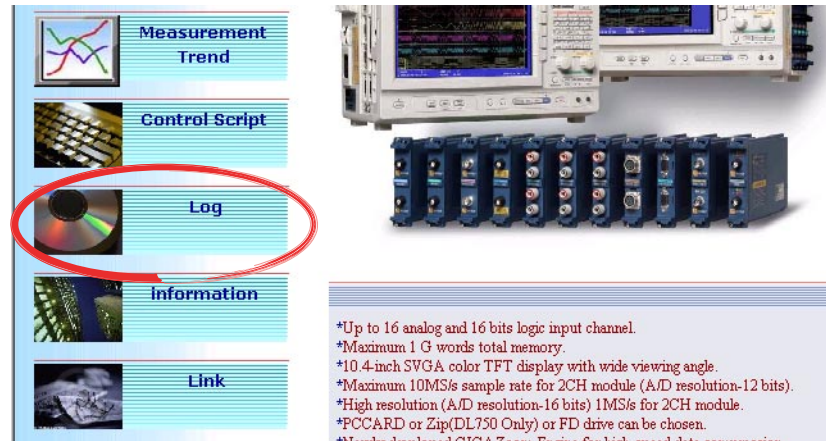 Measurement
Trend
Control Script
Log
Information
Link
*Up to 16 analog and 16 bits logic input channel.
*Maximum 1 G words total memory.
*10.4-inch SVGA color TFT display with wide viewing angle.
*Maximum 10MS/s sample rate for 2CH module (A/D resolution-12 bits).
*High resolution (A/D resolution-16 bits) 1MS/s for 2CH module.
*PCCARD or Zip(DL750 Only) or FD drive can be chosen.